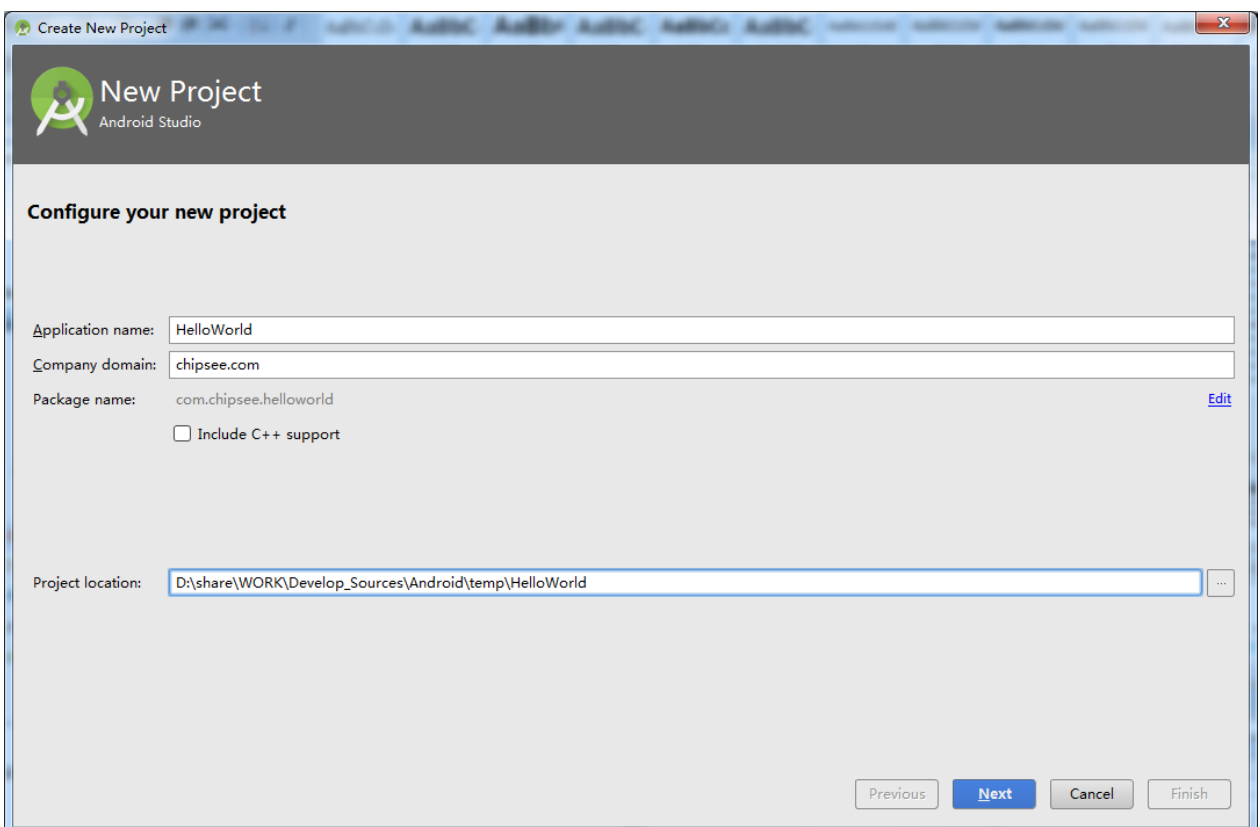 Create New Project
New Project
Android Studio
Configure your new project
Application name: HelloWorld
Company domain: chipsee.com
Package name: com.chipsee.helloworld Edit
Include C++ support
Project location: D:\share\WORK\Develop_Sources\Android\temp\HelloWorld ...
Previous Next Cancel Finish